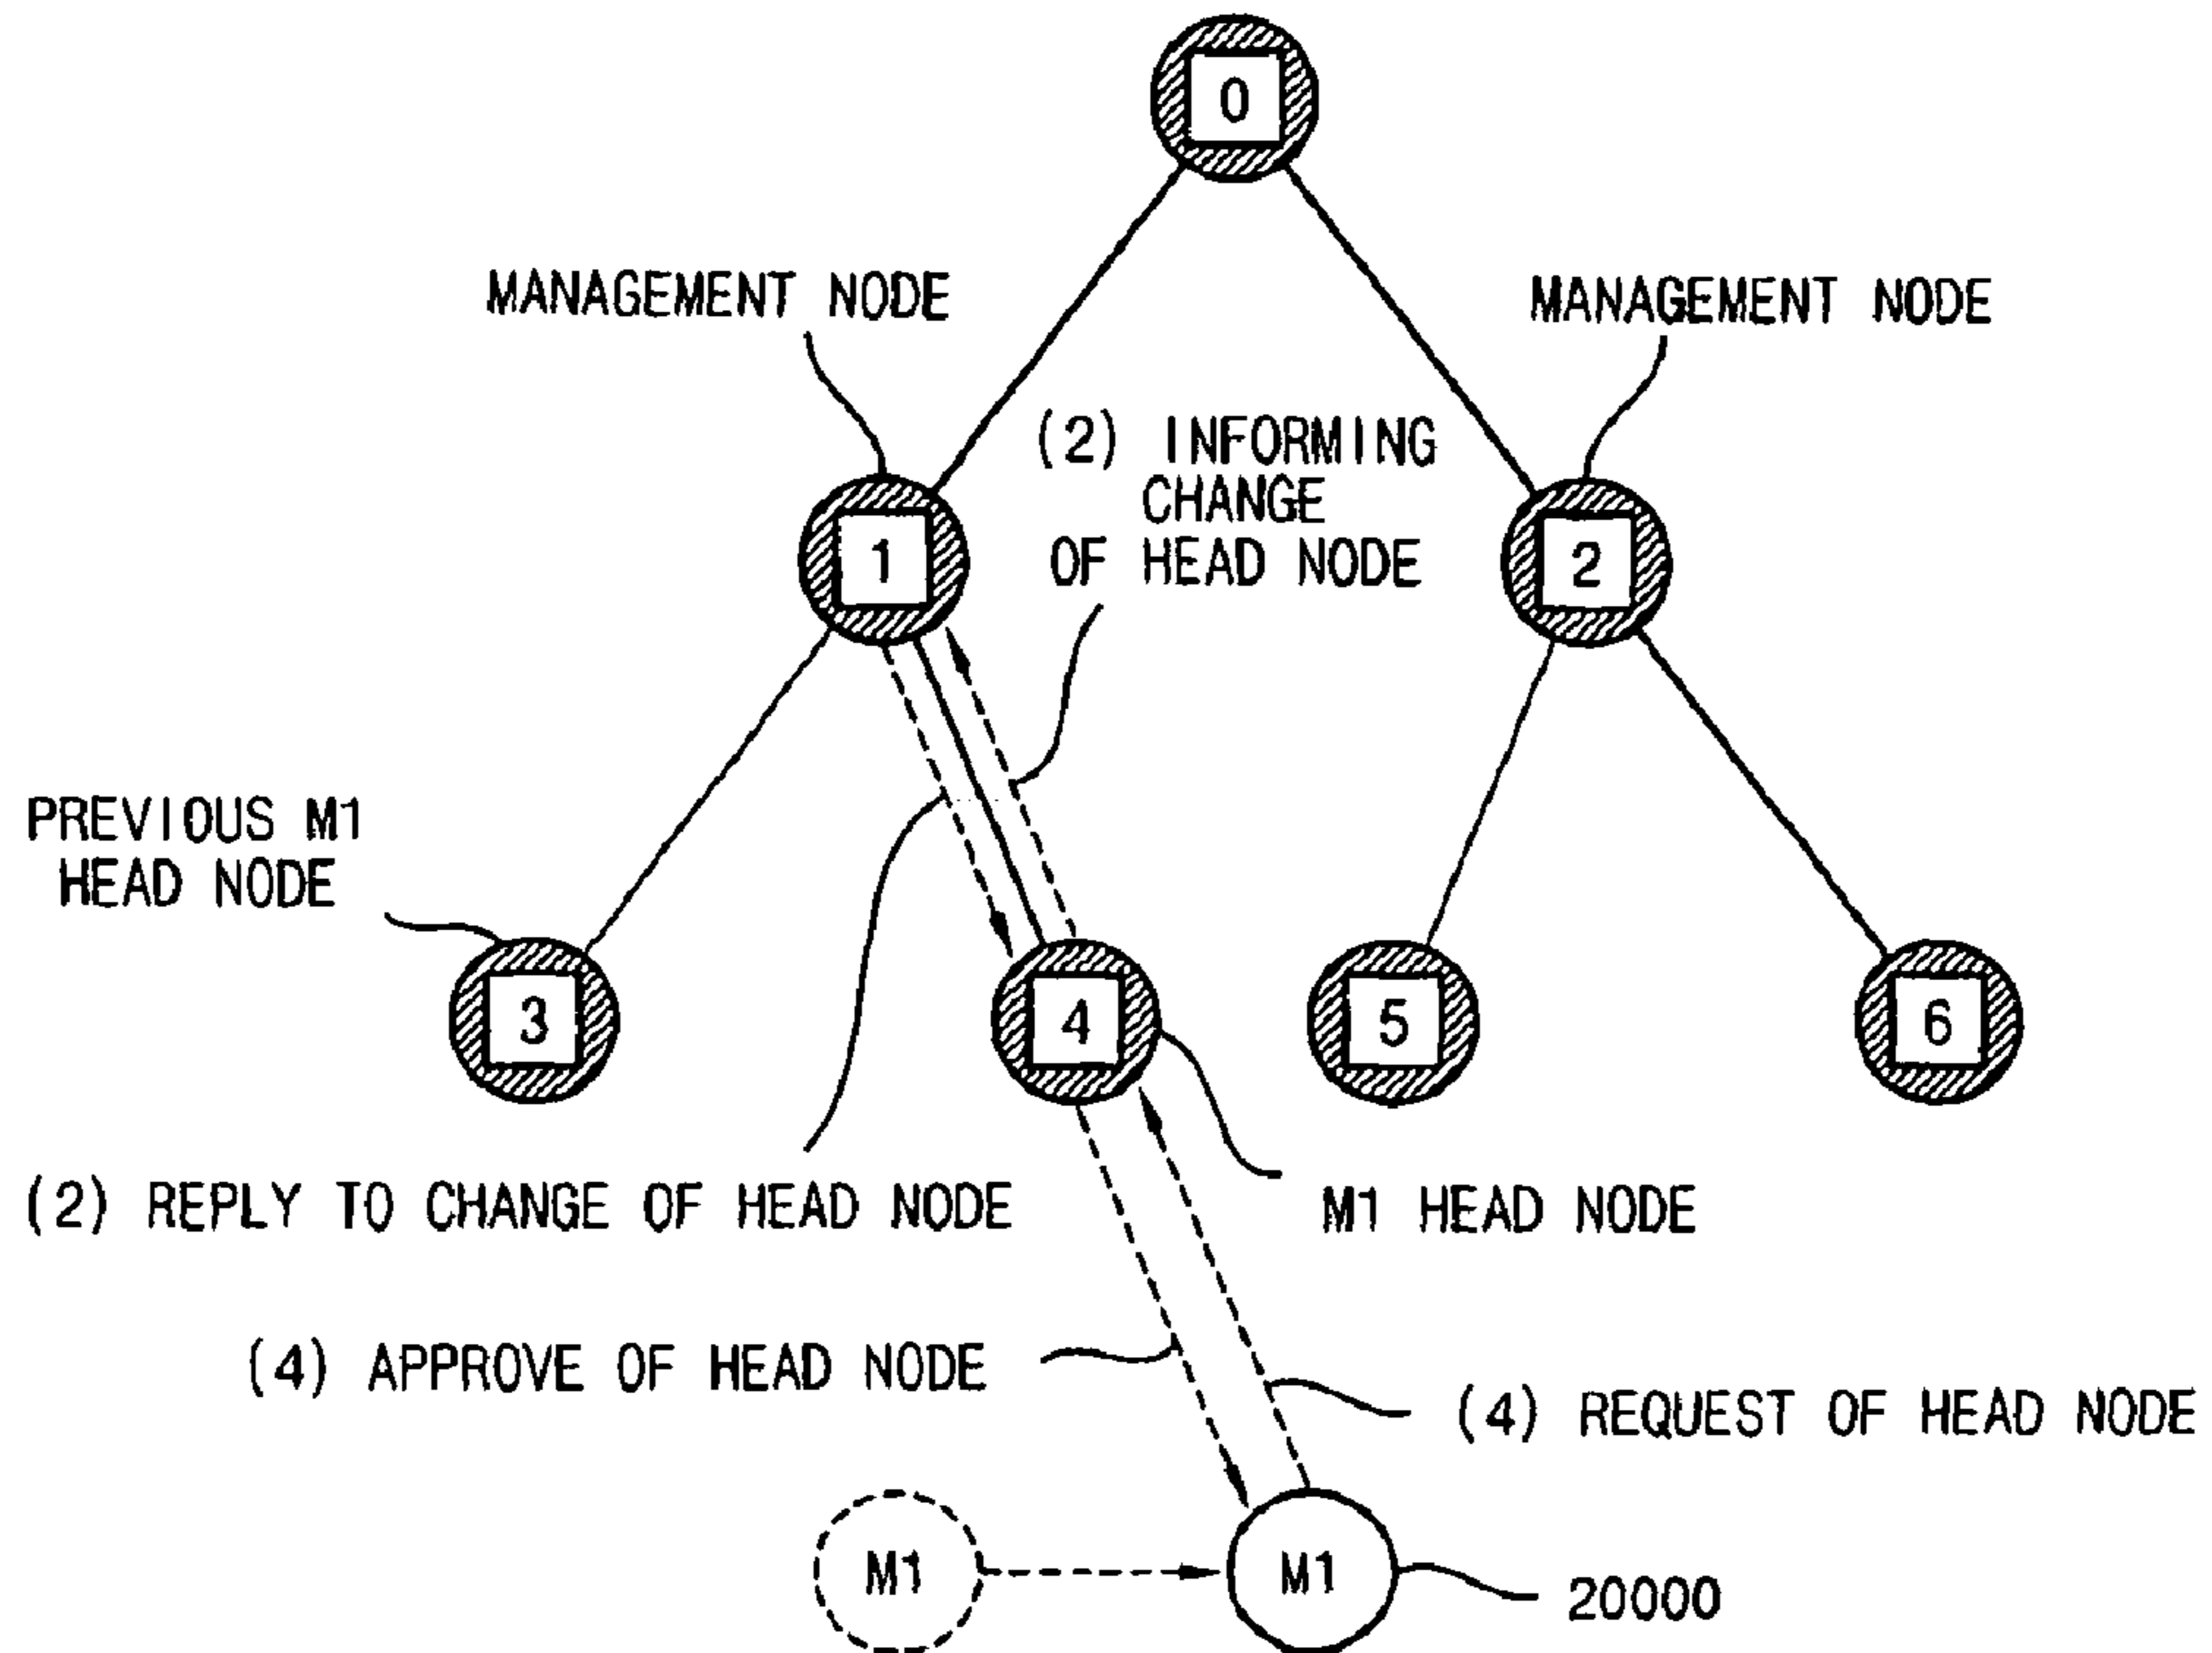 0
MANAGEMENT NODE
MANAGEMENT NODE
(2) INFORMING
CHANGE
OF HEAD NODE
1
2
PREVIOUS M1
HEAD NODE
3
4
5
6
(2) REPLY TO CHANGE OF HEAD NODE
M1 HEAD NODE
(4) APPROVE OF HEAD NODE
(4) REQUEST OF HEAD NODE
M1
M1
20000